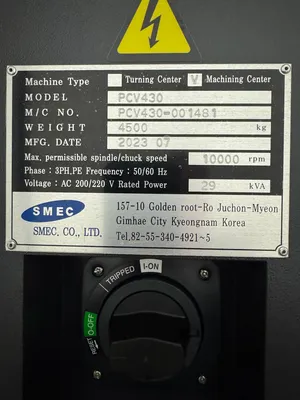 Machine Type Turning Center V Machining Center
MODEL PCV430
M/C NO. PCV430-001481
WEIGHT 4500 kg
MFG. DATE 2023 07
Max, permissible spindle/chuck speed 10000 rpm
Phase : 3PH,PE Frequency : 50/60 Hz
Voltage : AC 200/220 V Rated Power 29 kVA
SMEC
SMEC. CO., LTD.
157-10 Golden root-Ro Juchon-Myeon
Gimhae City Kyeongnam Korea
Tel.82-55-340-4921~5
I-ON
TRIPPED
O-OFF
RESET